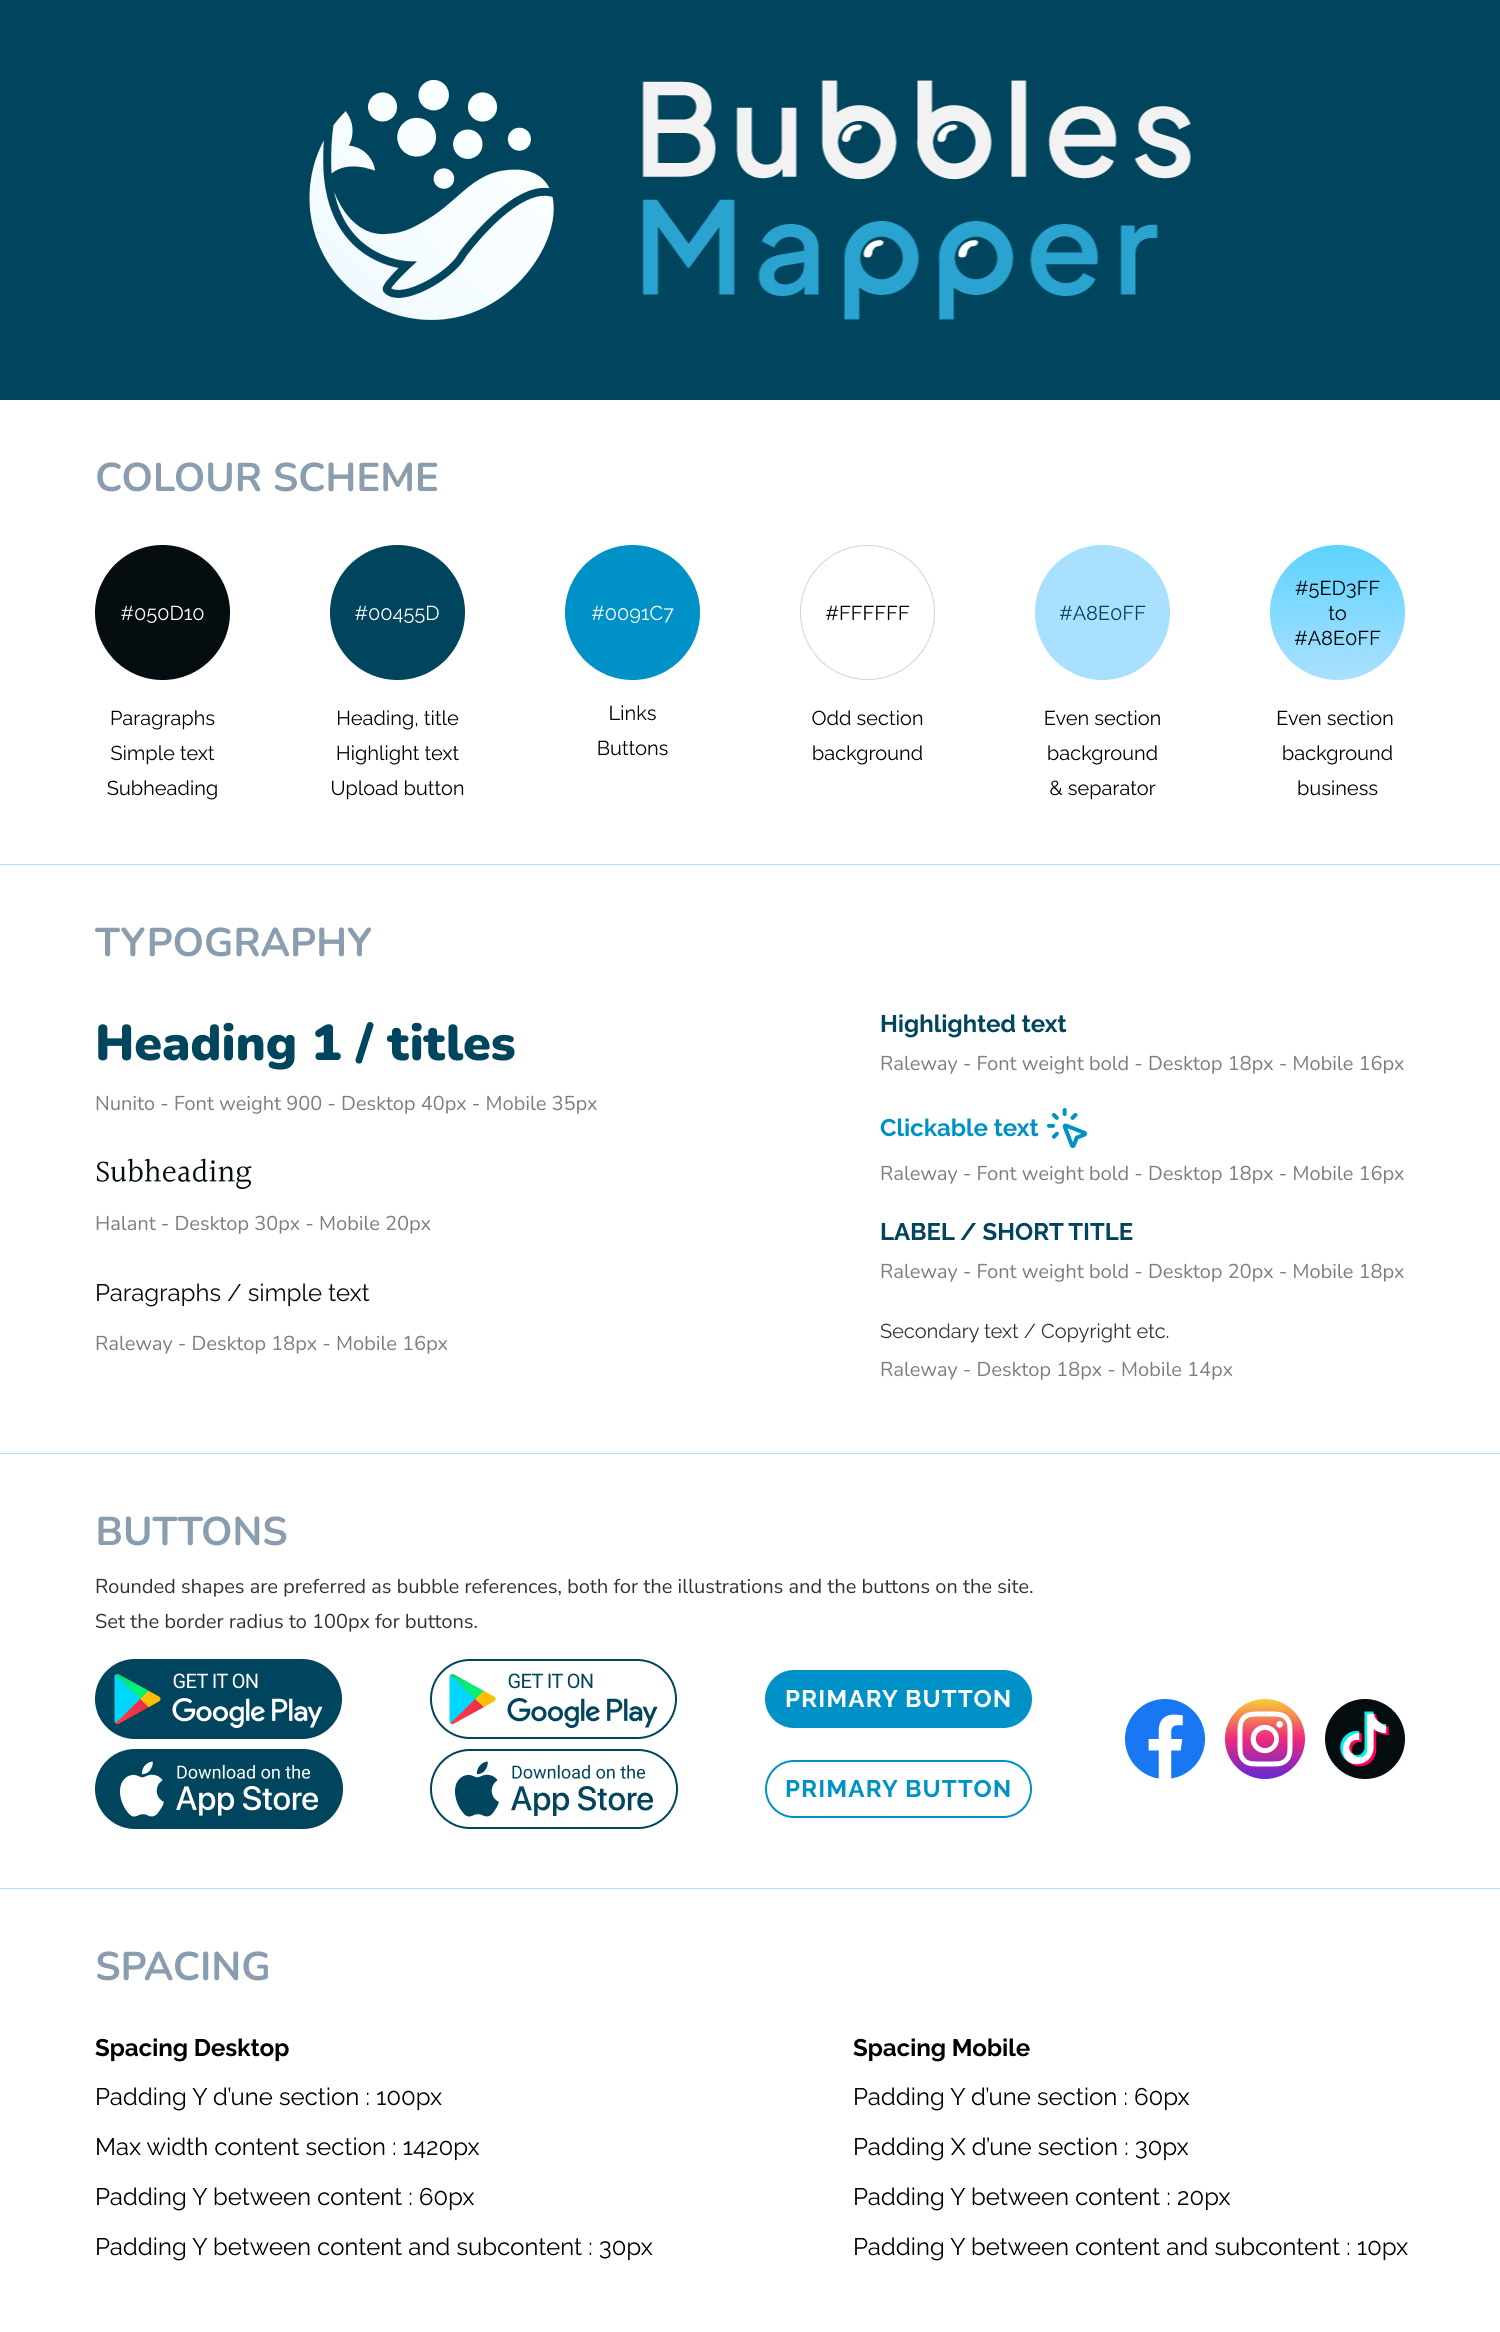 Bubbles
Mapper
COLOUR SCHEME
#050D10
#00455D
#0091C7
#FFFFFF
#A8E0FF
#5ED3FF
to
#A8E0FF
Paragraphs
Simple text
Subheading
Heading, title
Highlight text
Upload button
Links
Buttons
Odd section
background
Even section
background
& separator
Even section
background
business
TYPOGRAPHY
Heading 1 / titles
Nunito - Font weight 900 - Desktop 40px - Mobile 35px
Subheading
Halant - Desktop 30px - Mobile 20px
Paragraphs / simple text
Raleway - Desktop 18px - Mobile 16px
Highlighted text
Raleway - Font weight bold - Desktop 18px - Mobile 16px
Clickable text
Raleway - Font weight bold - Desktop 18px - Mobile 16px
LABEL / SHORT TITLE
Raleway - Font weight bold - Desktop 20px - Mobile 18px
Secondary text / Copyright etc.
Raleway - Desktop 18px - Mobile 14px
BUTTONS
Rounded shapes are preferred as bubble references, both for the illustrations and the buttons on the site.
Set the border radius to 100px for buttons.
GET IT ON
Google Play
GET IT ON
Google Play
PRIMARY BUTTON
Download on the
App Store
Download on the
App Store
PRIMARY BUTTON
SPACING
Spacing Desktop
Padding Y d'une section : 100px
Max width content section : 1420px
Padding Y between content : 60px
Padding Y between content and subcontent : 30px
Spacing Mobile
Padding Y d'une section : 60px
Padding X d'une section : 30px
Padding Y between content : 20px
Padding Y between content and subcontent : 10px